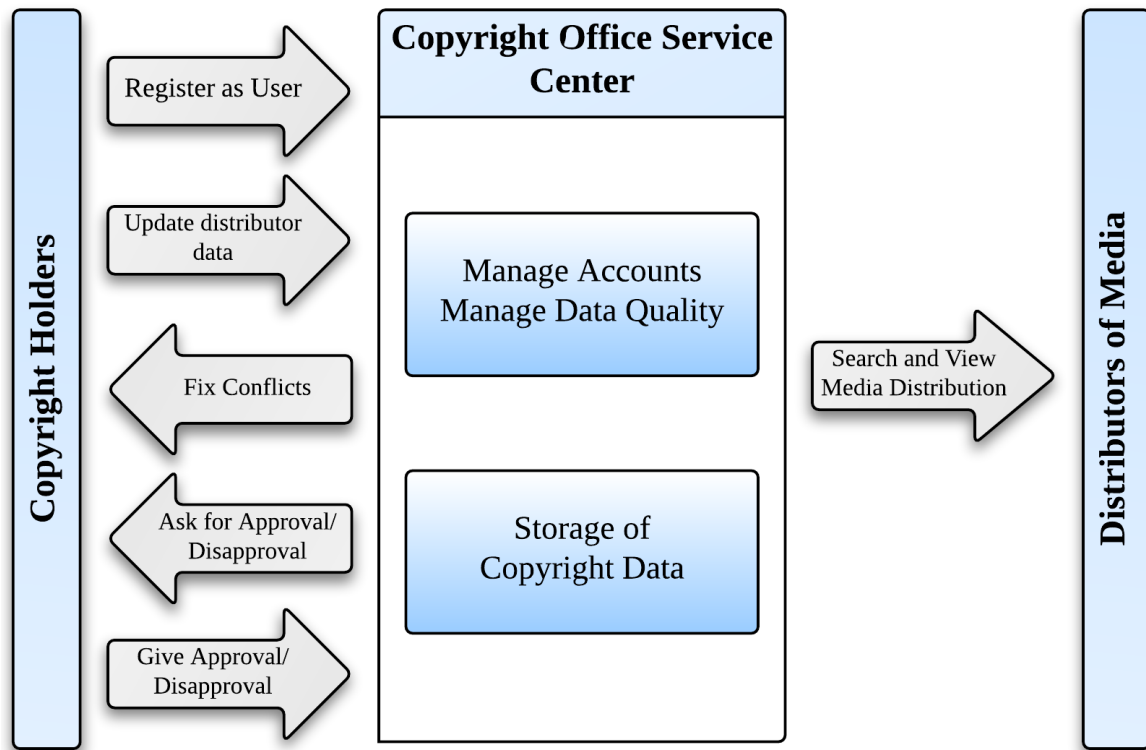 Copyright Holders
Register as User
Update distributor
data
Fix Conflicts
Ask for Approval/
Disapproval
Give Approval/
Disapproval
Copyright Office Service
Center
Manage Accounts
Manage Data Quality
Storage of
Copyright Data
Search and View
Media Distribution
Distributors of Media